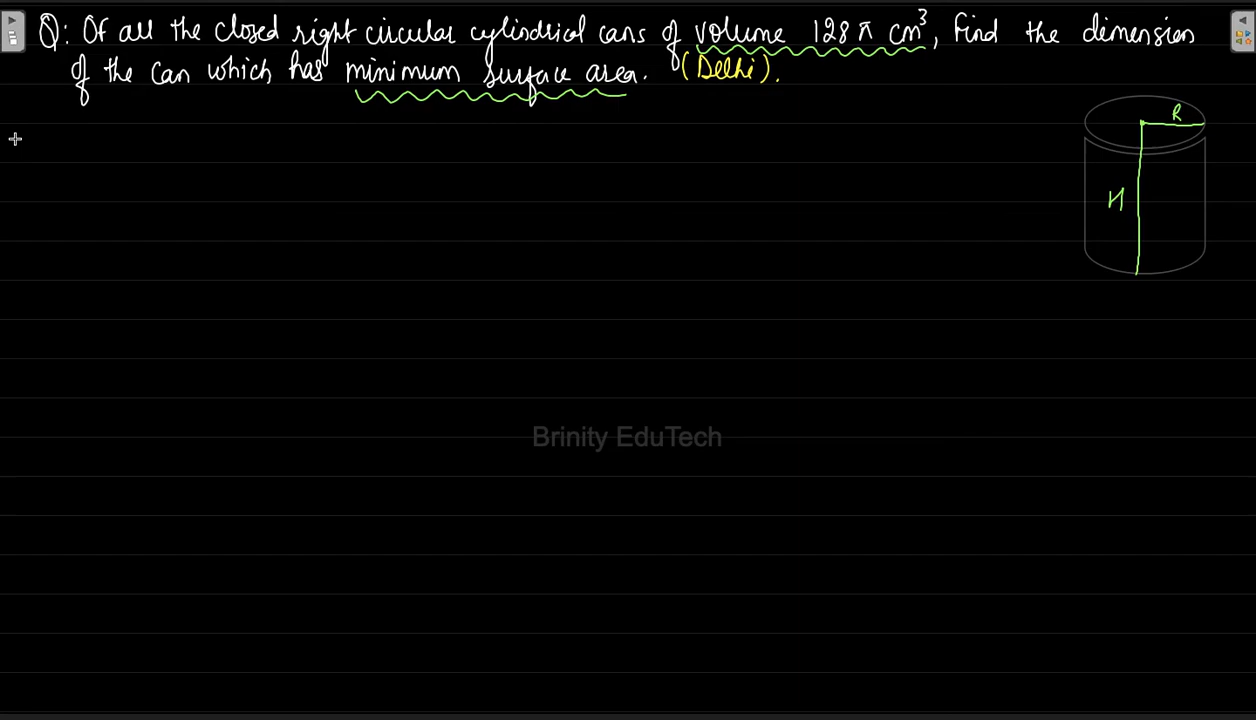 Q: Of all the closed right circular cylindrical cans of volume 128 π cm³, Find the dimension
of the can which has minimum surface area. (Delhi).
R
H
Brinity EduTech